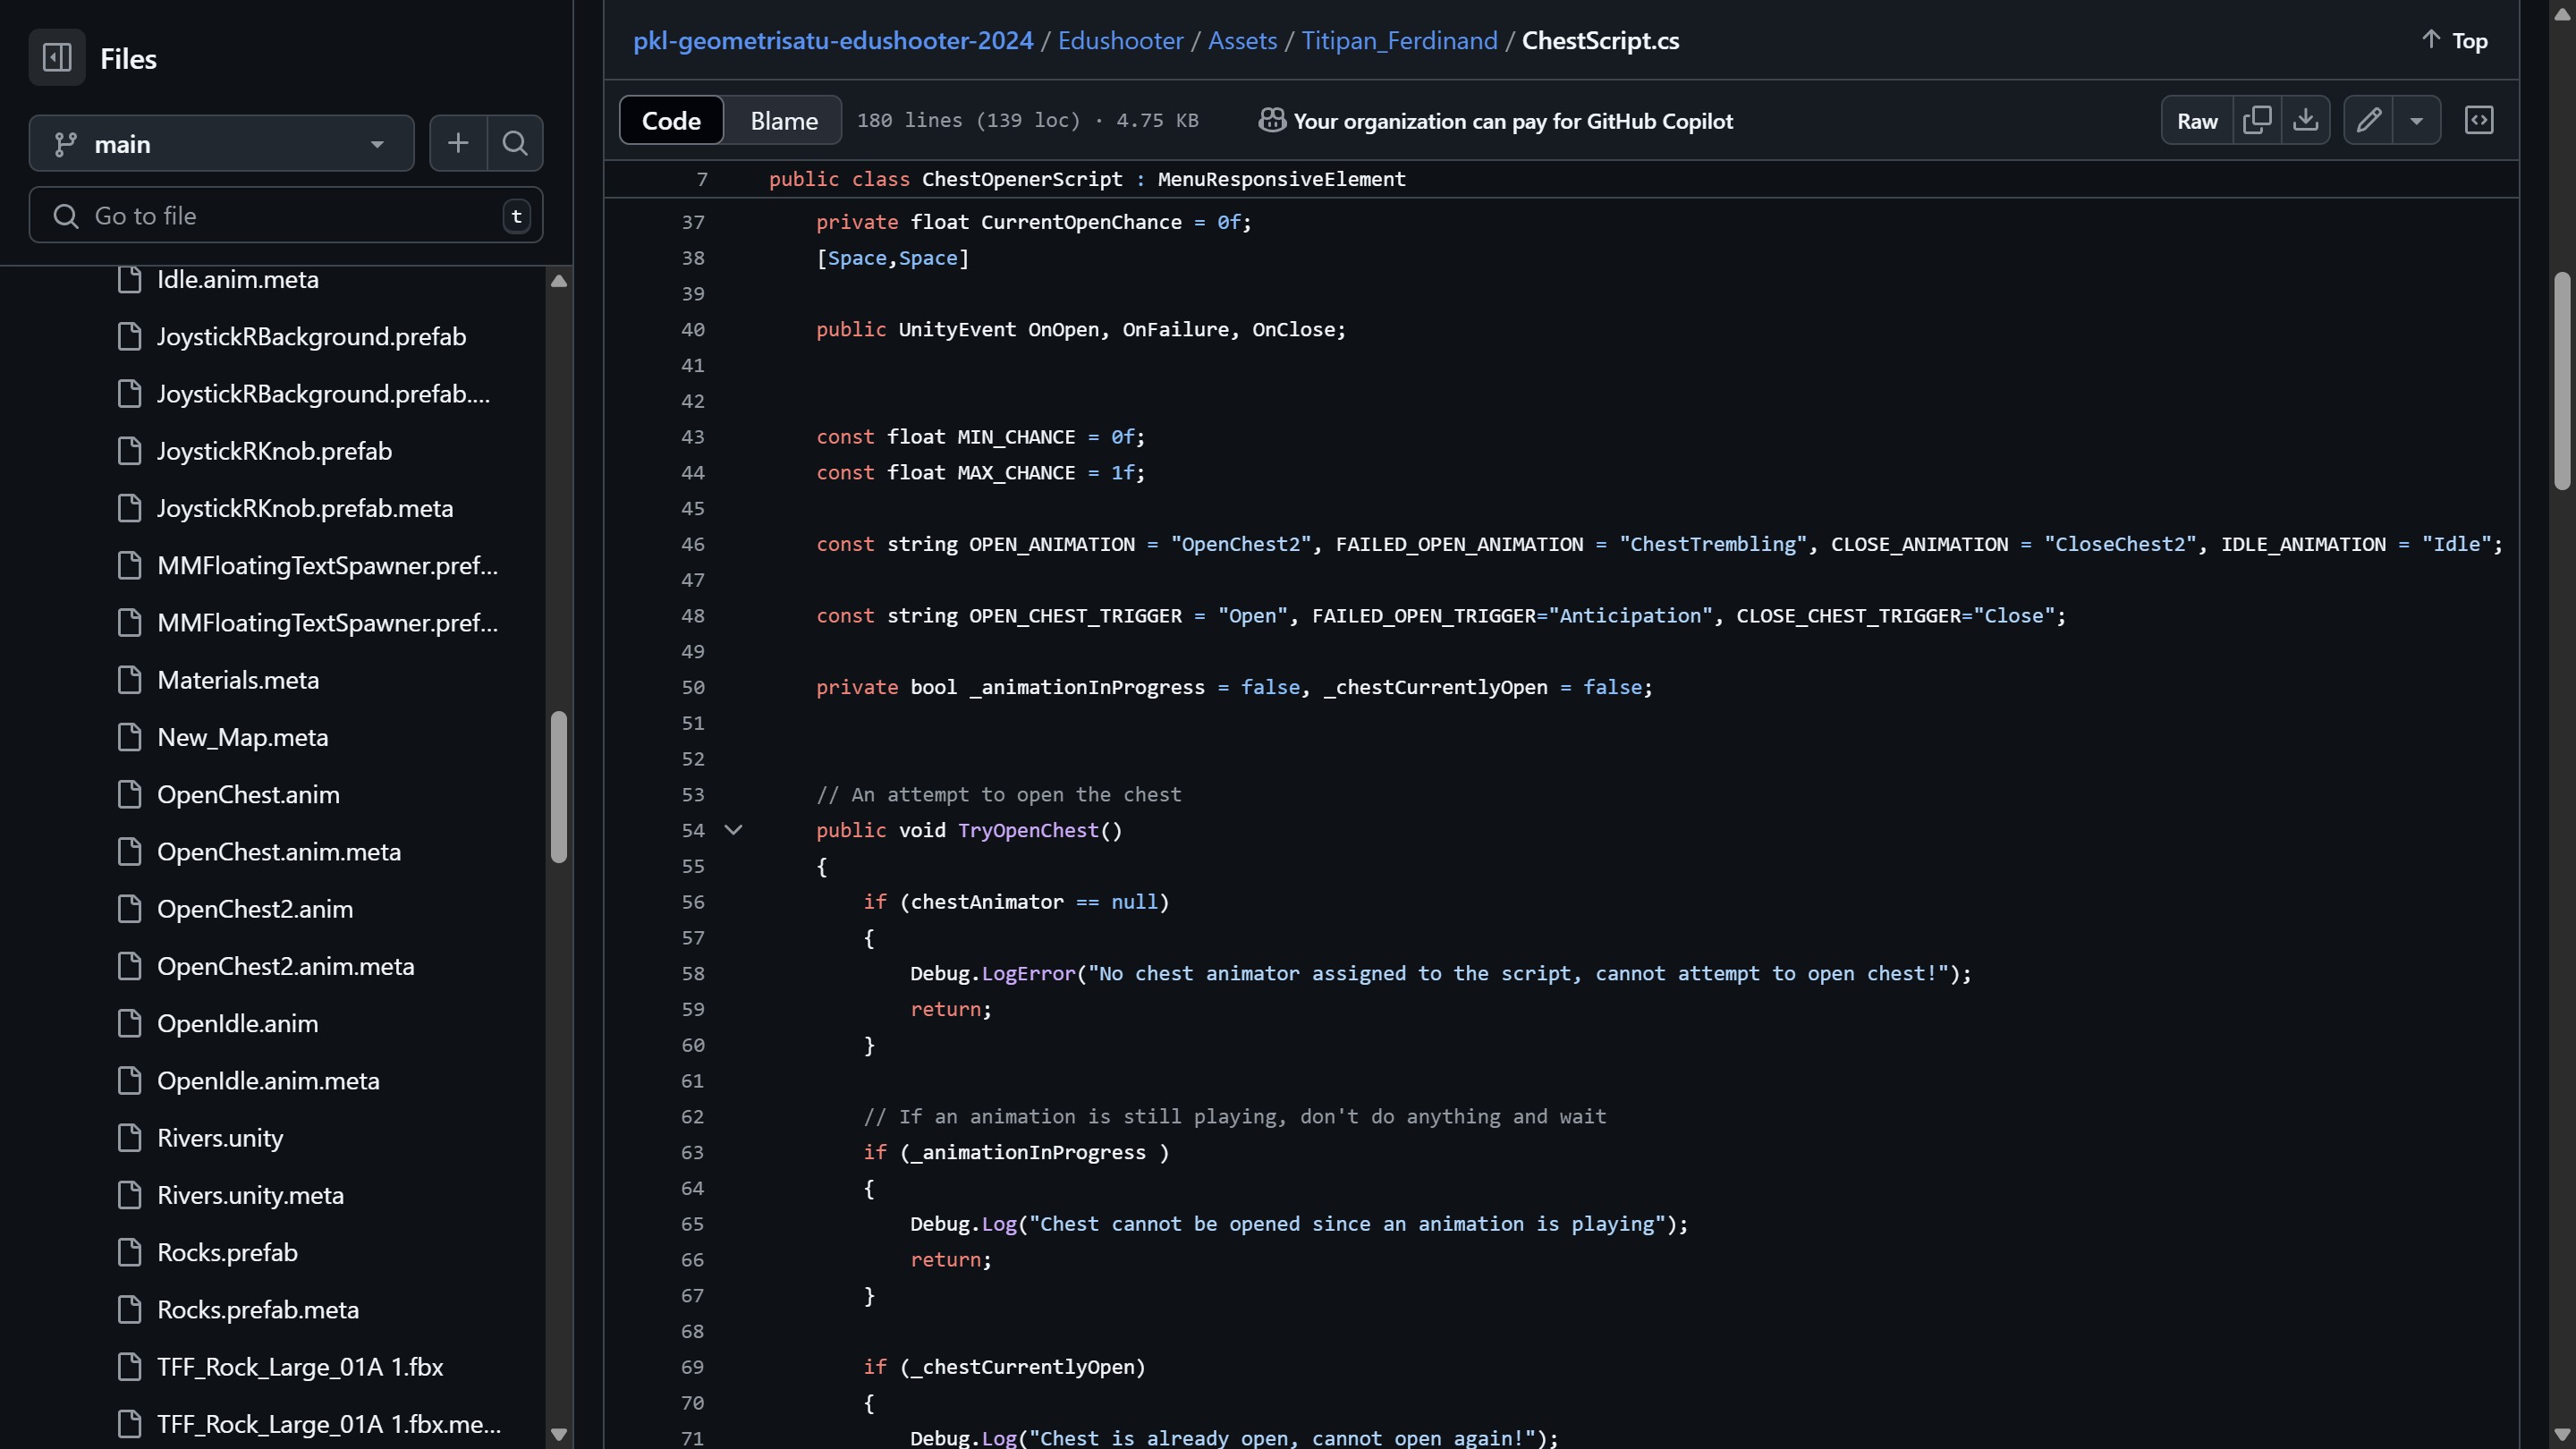 Files
main
Go to file
t
Idle.anim.meta
JoystickRBackground.prefab
JoystickRBackground.prefab....
JoystickRKnob.prefab
JoystickRKnob.prefab.meta
MMFloatingTextSpawner.pref...
MMFloatingTextSpawner.pref...
Materials.meta
New_Map.meta
OpenChest.anim
OpenChest.anim.meta
OpenChest2.anim
OpenChest2.anim.meta
OpenIdle.anim
OpenIdle.anim.meta
Rivers.unity
Rivers.unity.meta
Rocks.prefab
Rocks.prefab.meta
TFF_Rock_Large_01A 1.fbx
TFF_Rock_Large_01A 1.fbx.me...
pkl-geometrisatu-edushooter-2024 / Edushooter / Assets / Titipan_Ferdinand / ChestScript.cs
Top
Code Blame 180 lines (139 loc) · 4.75 KB Your organization can pay for GitHub Copilot Raw
7 public class ChestOpenerScript : MenuResponsiveElement
37 private float CurrentOpenChance = 0f;
38 [Space,Space]
39
40 public UnityEvent OnOpen, OnFailure, OnClose;
41
42
43 const float MIN_CHANCE = 0f;
44 const float MAX_CHANCE = 1f;
45
46 const string OPEN_ANIMATION = "OpenChest2", FAILED_OPEN_ANIMATION = "ChestTrembling", CLOSE_ANIMATION = "CloseChest2", IDLE_ANIMATION = "Idle";
47
48 const string OPEN_CHEST_TRIGGER = "Open", FAILED_OPEN_TRIGGER="Anticipation", CLOSE_CHEST_TRIGGER="Close";
49
50 private bool _animationInProgress = false, _chestCurrentlyOpen = false;
51
52
53 // An attempt to open the chest
54 public void TryOpenChest()
55 {
56 if (chestAnimator == null)
57 {
58 Debug.LogError("No chest animator assigned to the script, cannot attempt to open chest!");
59 return;
60 }
61
62 // If an animation is still playing, don't do anything and wait
63 if (_animationInProgress )
64 {
65 Debug.Log("Chest cannot be opened since an animation is playing");
66 return;
67 }
68
69 if (_chestCurrentlyOpen)
70 {
71 Debug.Log("Chest is already open, cannot open again!");